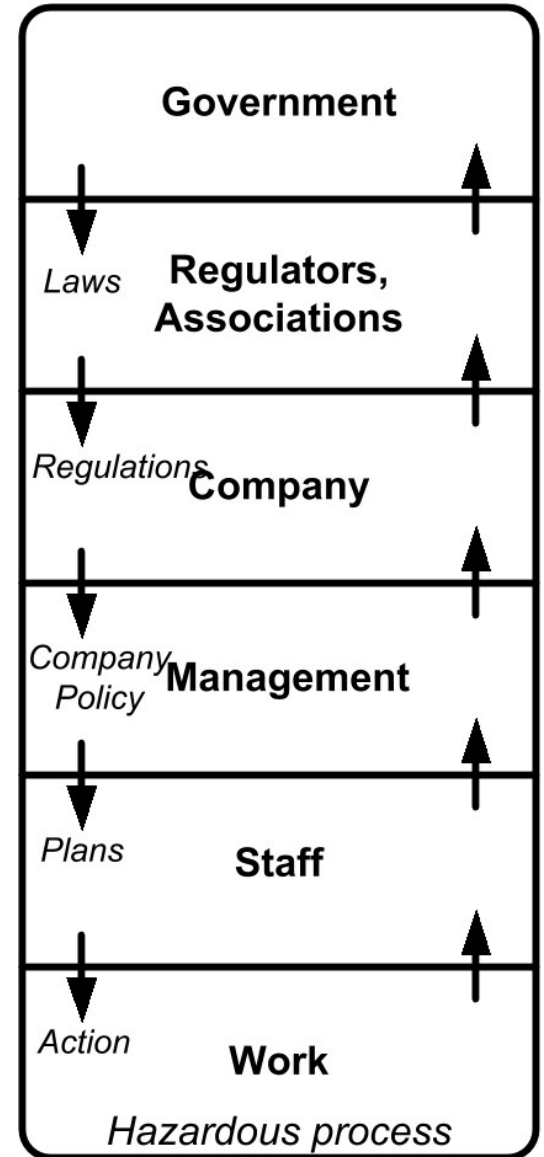 Government
Laws
Regulators,
Associations
Regulations
Company
Company
Policy
Management
Plans
Staff
Action
Work
Hazardous process